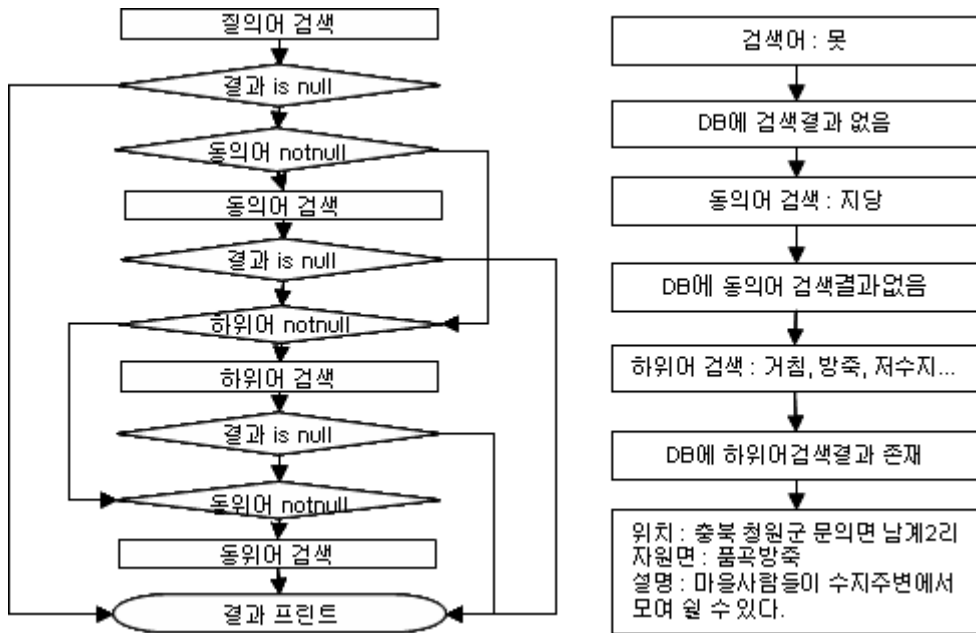 질의어 검색
결과 is null
동의어 notnull
동의어 검색
결과 is null
하위어 notnull
하위어 검색
결과 is null
동위어 notnull
동위어 검색
결과 프린트
검색어 : 못
DB에 검색결과 없음
동의어 검색 : 지당
DB에 동의어 검색결과없음
하위어 검색 : 거침, 방죽, 저수지...
DB에 하위어검색결과 존재
위치 : 충북 청원군 문의면 남계2리
자원면 : 품곡방죽
설명 : 마을사람들이 수지주변에서
모여 쉴 수 있다.